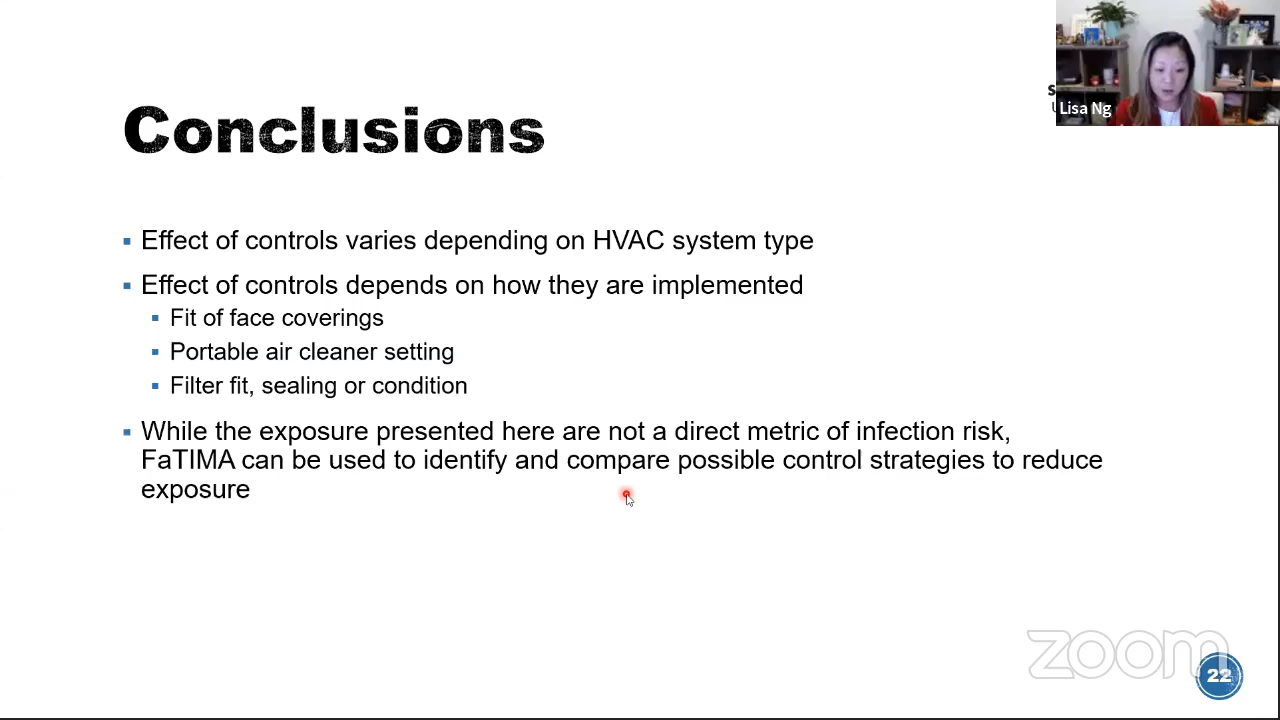 Conclusions
Lisa Ng
▪ Effect of controls varies depending on HVAC system type
▪ Effect of controls depends on how they are implemented
▪ Fit of face coverings
▪ Portable air cleaner setting
▪ Filter fit, sealing or condition
▪ While the exposure presented here are not a direct metric of infection risk,
FaTIMA can be used to identify and compare possible control strategies to reduce
exposure
zoom
22